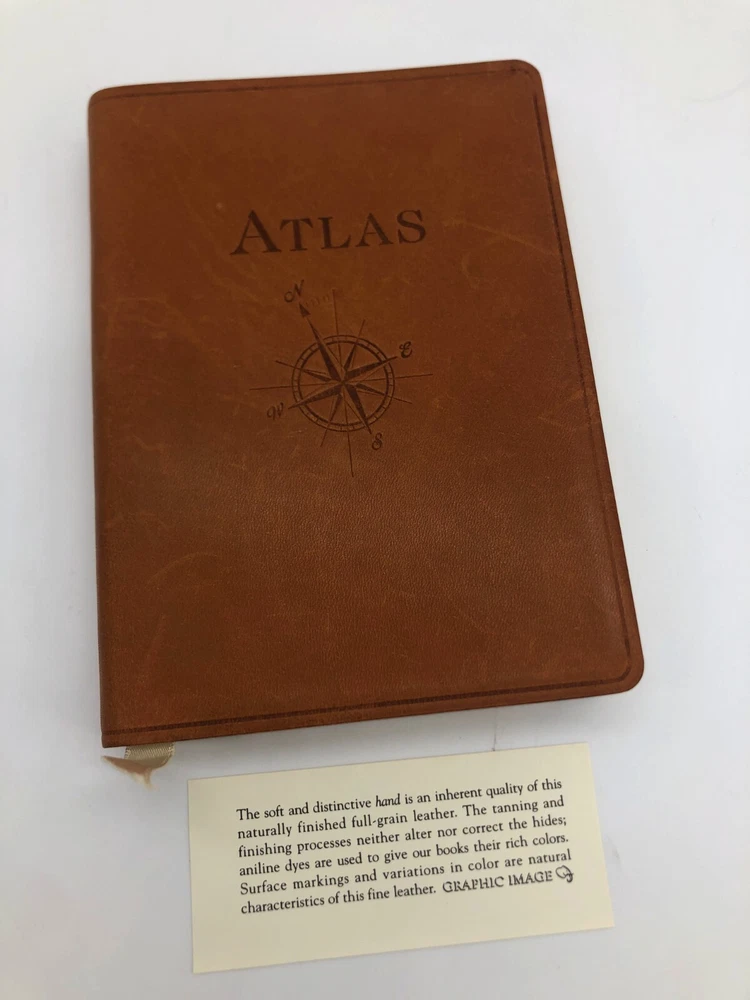 ATLAS
N
E
W
S
The soft and distinctive hand is an inherent quality of this
naturally finished full-grain leather. The tanning and
finishing processes neither alter nor correct the hides;
aniline dyes are used to give our books their rich colors.
Surface markings and variations in color are natural
characteristics of this fine leather. GRAPHIC IMAGE